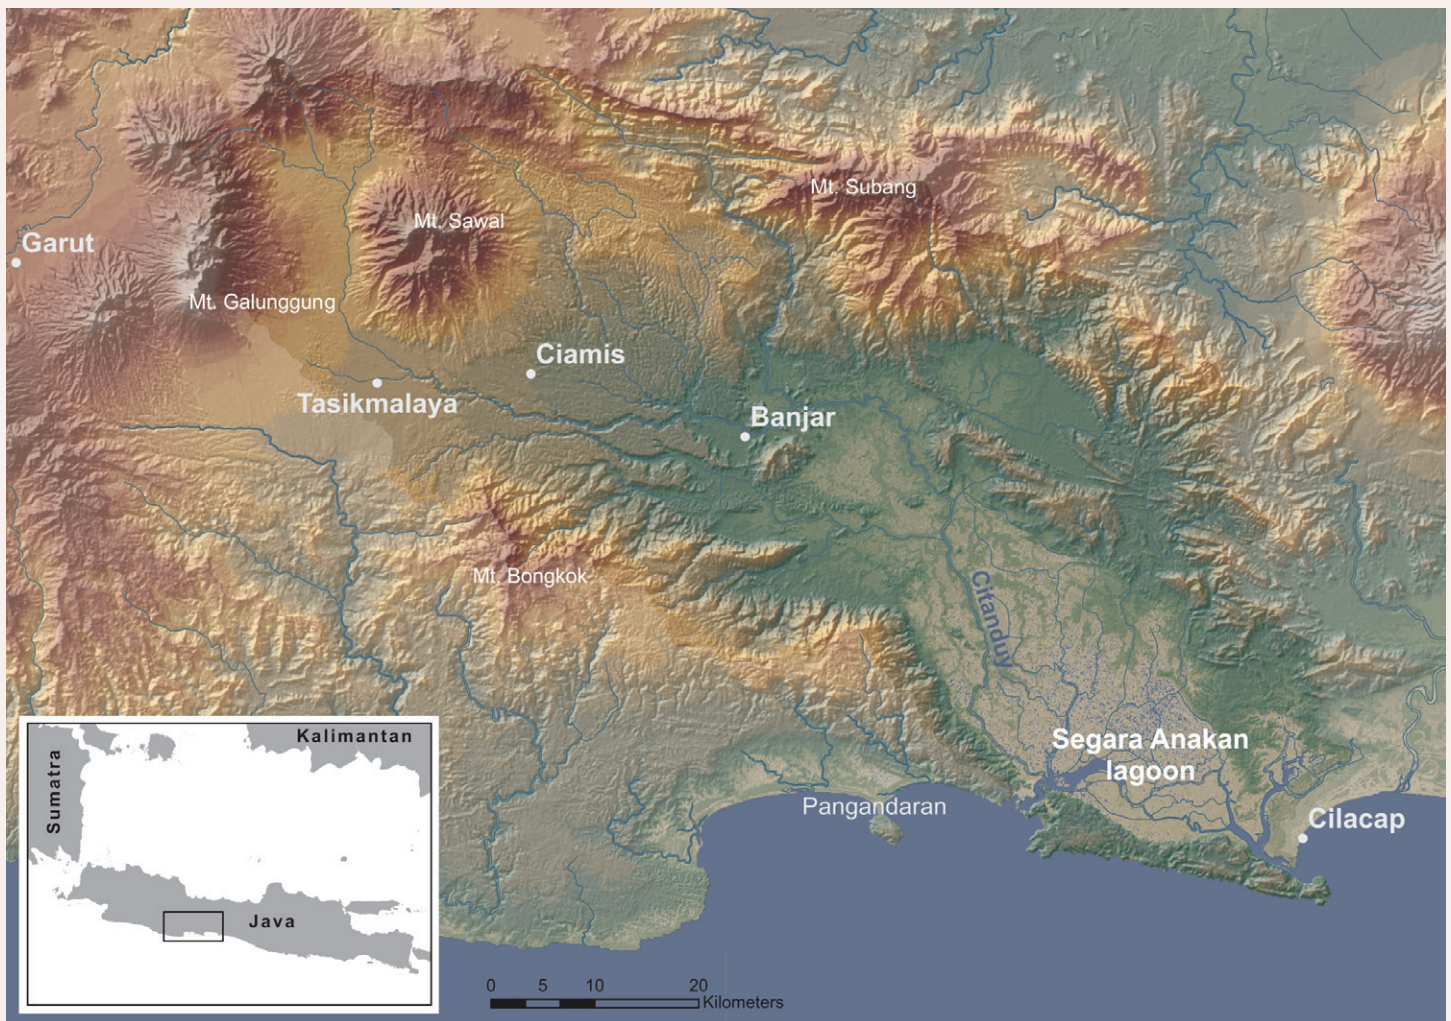 Mt. Subang
Mt. Sawal
Garut
Mt. Galunggung
Ciamis
Tasikmalaya
Banjar
Mt. Bongkok
Citanduy
Segara Anakan
lagoon
Pangandaran
Cilacap
Kalimantan
Sumatra
Java
0 5 10 20
Kilometers